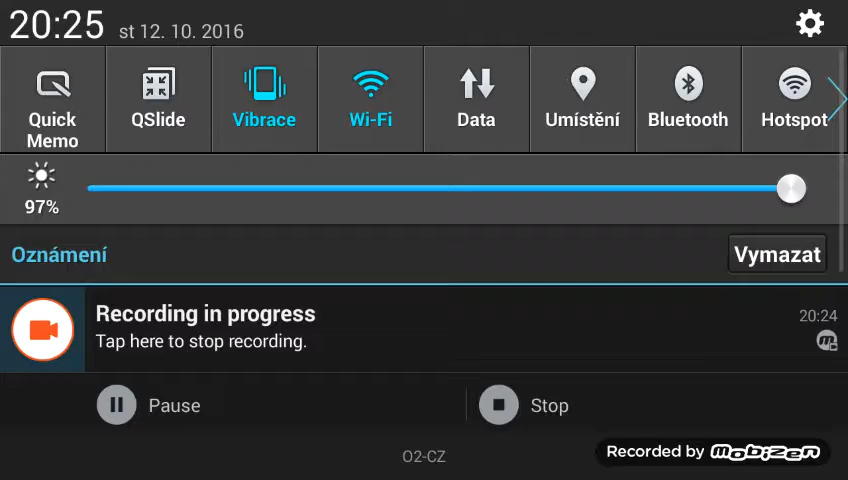 20:25 st 12. 10. 2016
Quick Memo
QSlide
Vibrace
Wi-Fi
Data
Umístění
Bluetooth
Hotspot
97%
Oznámení
Vymazat
Recording in progress
20:24
Tap here to stop recording.
Pause
Stop
O2-CZ
Recorded by Mobizen